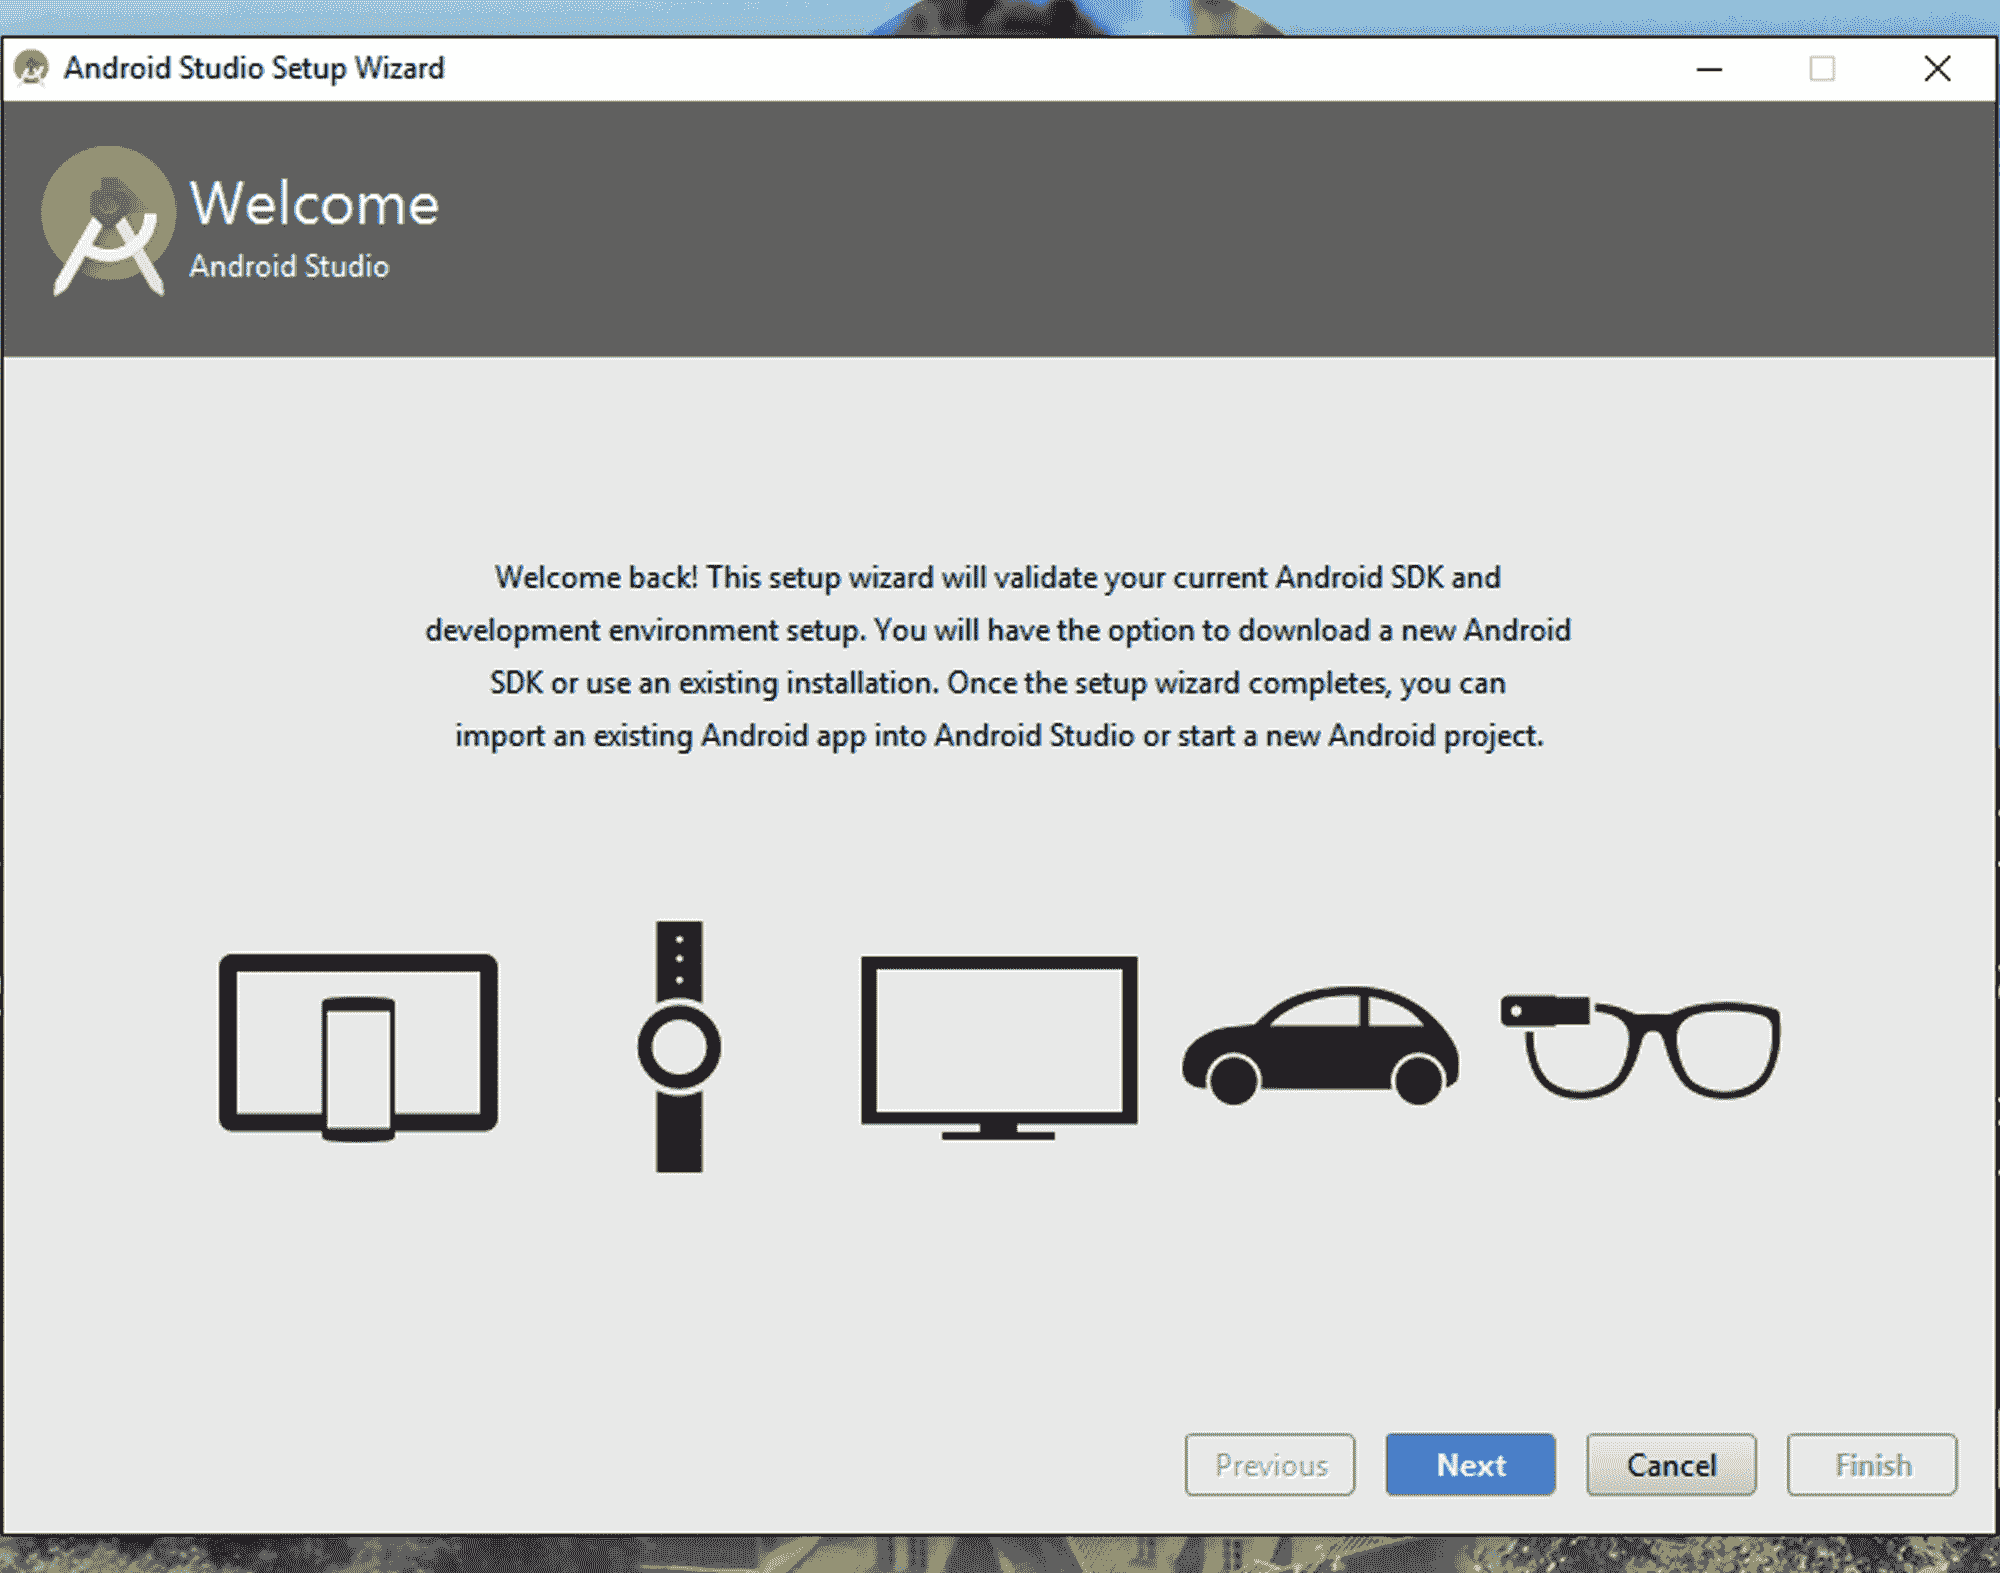 Android Studio Setup Wizard
Welcome
Android Studio
Welcome back! This setup wizard will validate your current Android SDK and
development environment setup. You will have the option to download a new Android
SDK or use an existing installation. Once the setup wizard completes, you can
import an existing Android app into Android Studio or start a new Android project.
Previous Next Cancel Finish